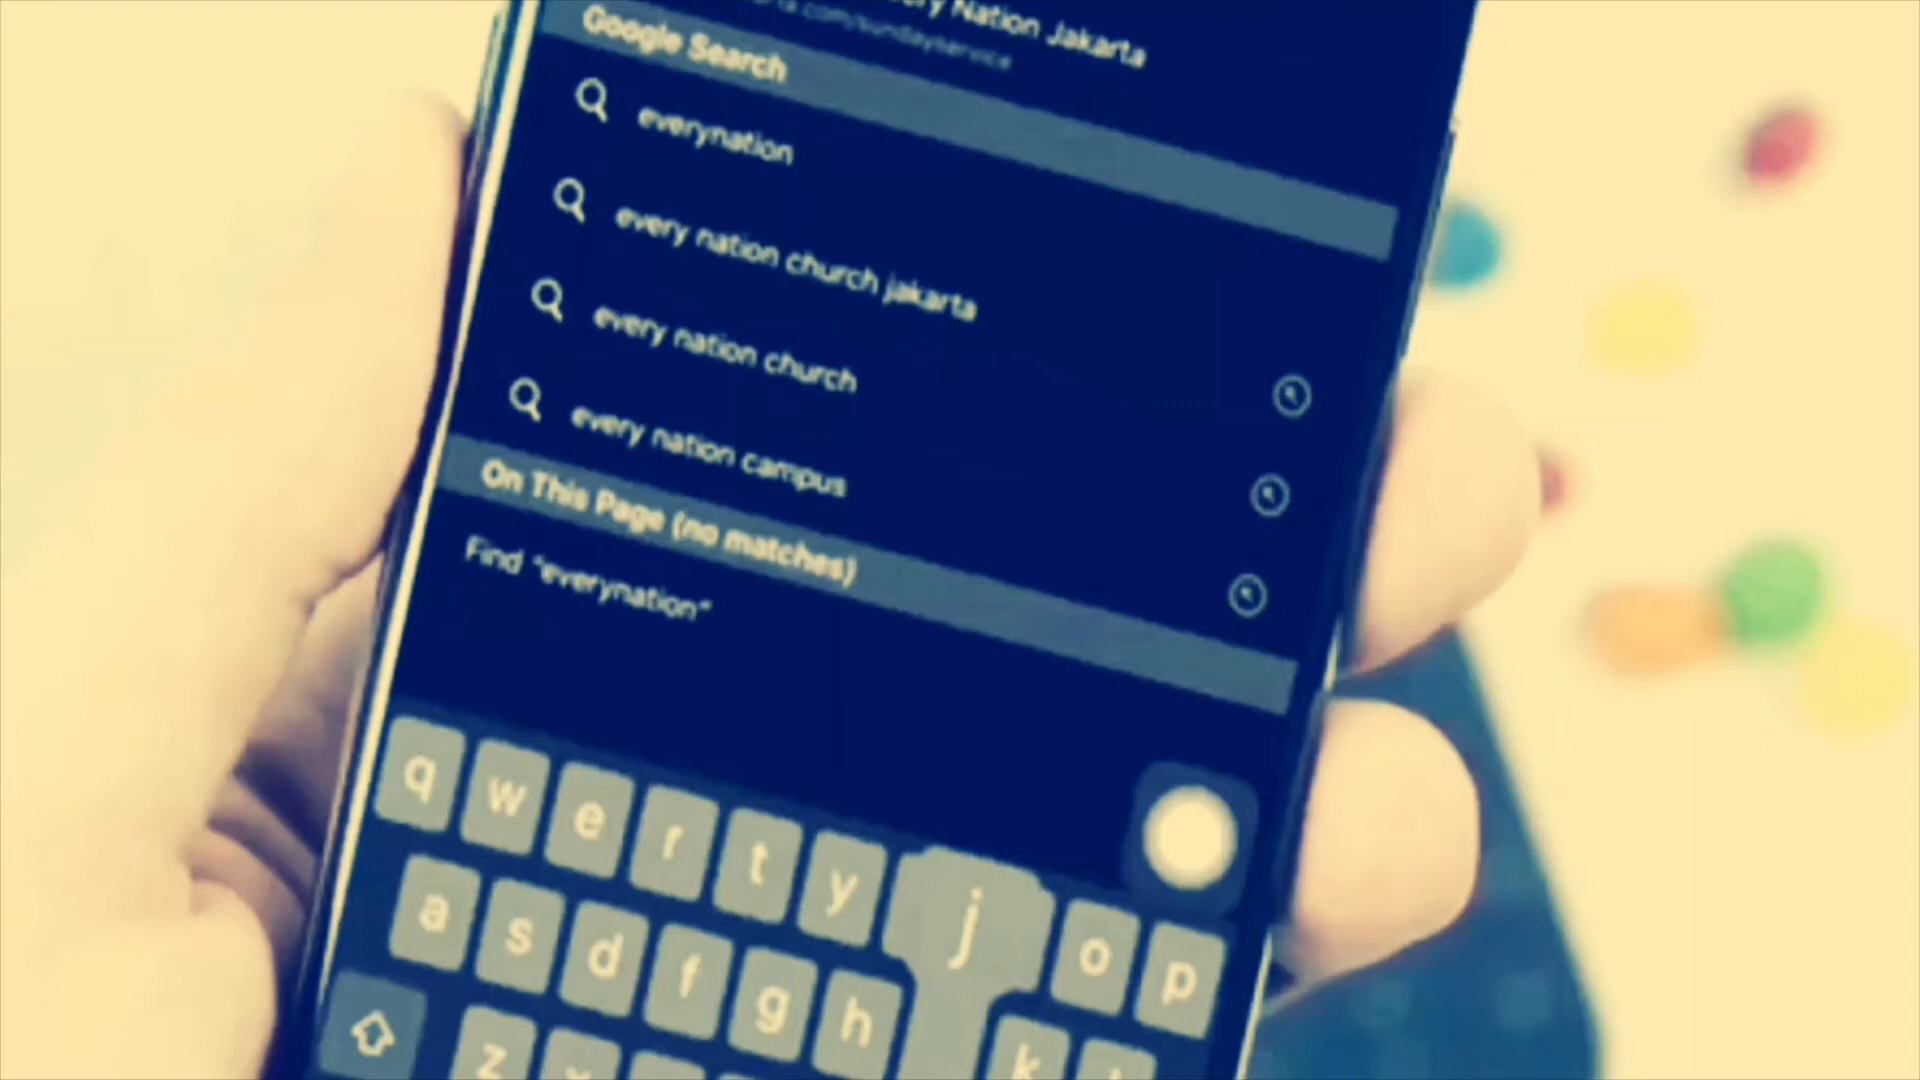 Nation Jakarta
Google Search
everynation
every nation church jakarta
every nation church
every nation campus
On This Page (no matches)
Find "everynation"
q w e r t y j o p
a s d f g h
z
k